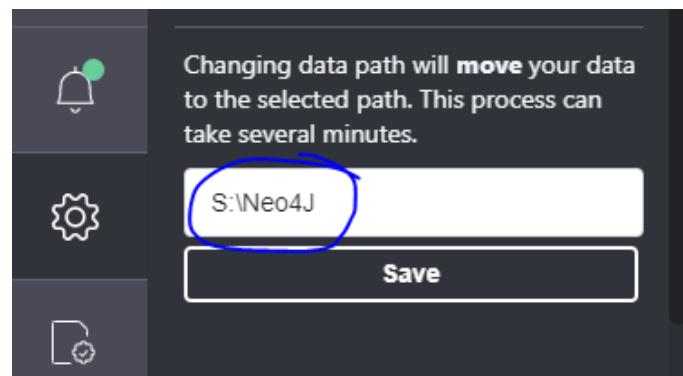 Changing data path will move your data
to the selected path. This process can
take several minutes.
S:\Neo4J
Save